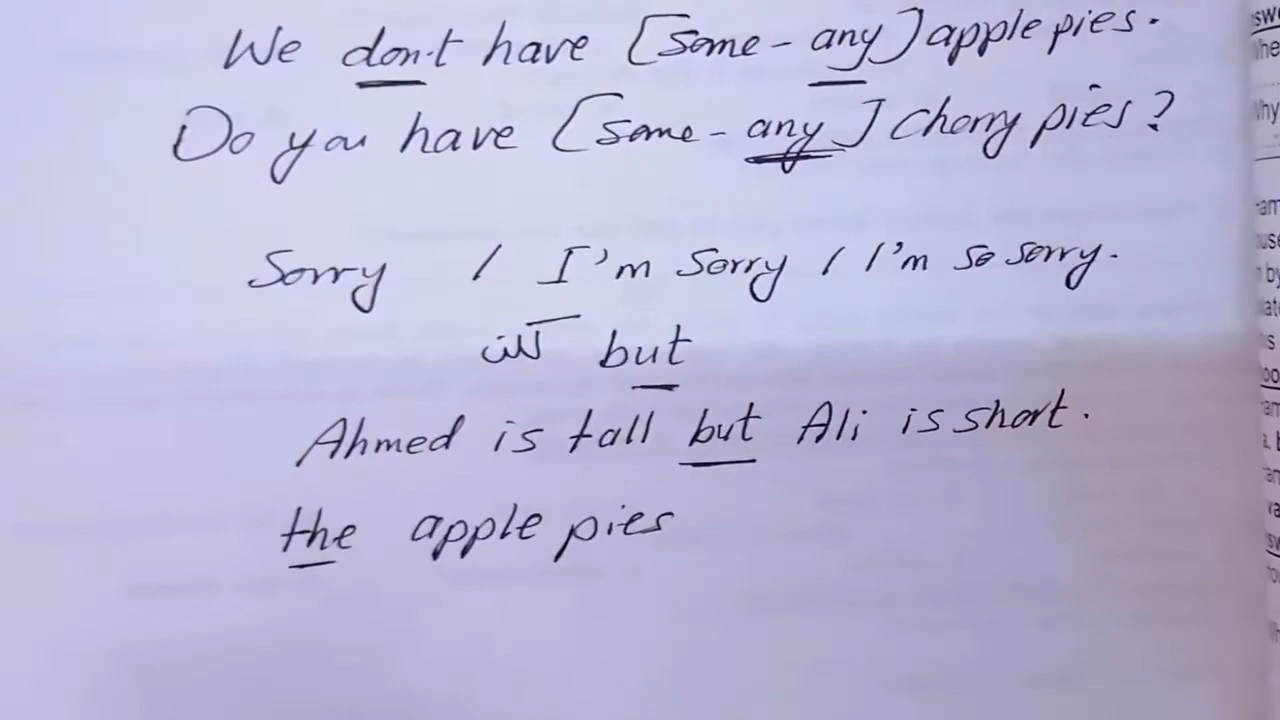 We don't have [some - any] apple pies.
Do you have [some - any] Cherry pies?
Sorry / I'm Sorry / I'm so sorry.
لكن but
Ahmed is tall but Ali is short.
the apple pies